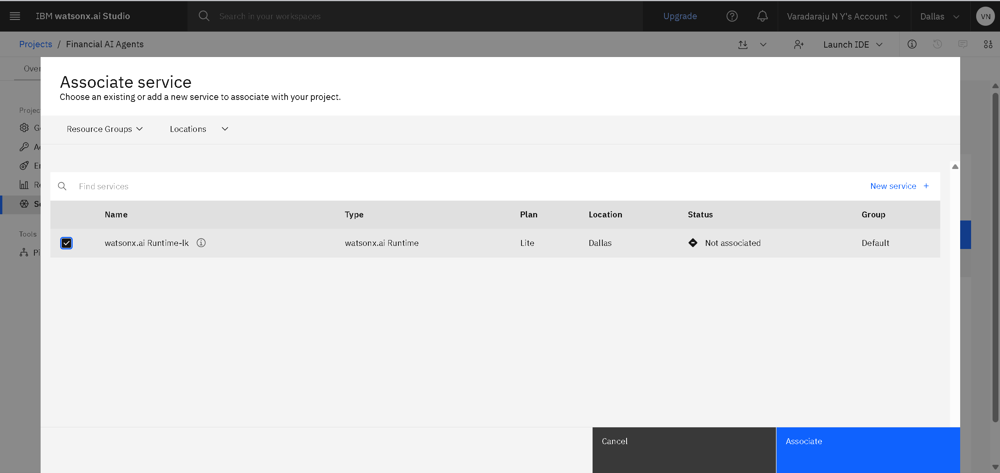 IBM watsonx.ai Studio
Search in your workspaces
Upgrade
Varadaraju N Y's Account
Dallas
VN
Projects / Financial AI Agents
Launch IDE
Over
Associate service
Choose an existing or add a new service to associate with your project.
Projec
Resource Groups
Locations
G
A
En
Re
Find services
New service +
Se
Name Type Plan Location Status Group
Tools
watsonx.ai Runtime-lk watsonx.ai Runtime Lite Dallas Not associated Default
Pi
Cancel
Associate